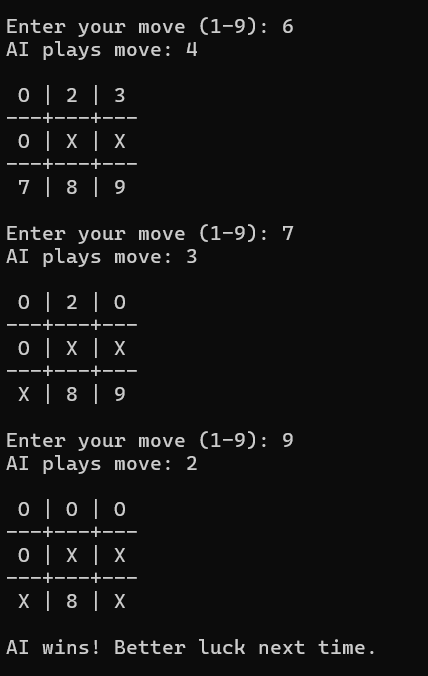 Enter your move (1-9): 6
AI plays move: 4
O | 2 | 3
---+---+---
O | X | X
---+---+---
7 | 8 | 9
Enter your move (1-9): 7
AI plays move: 3
O | 2 | O
---+---+---
O | X | X
---+---+---
X | 8 | 9
Enter your move (1-9): 9
AI plays move: 2
O | O | O
---+---+---
O | X | X
---+---+---
X | 8 | X
AI wins! Better luck next time.